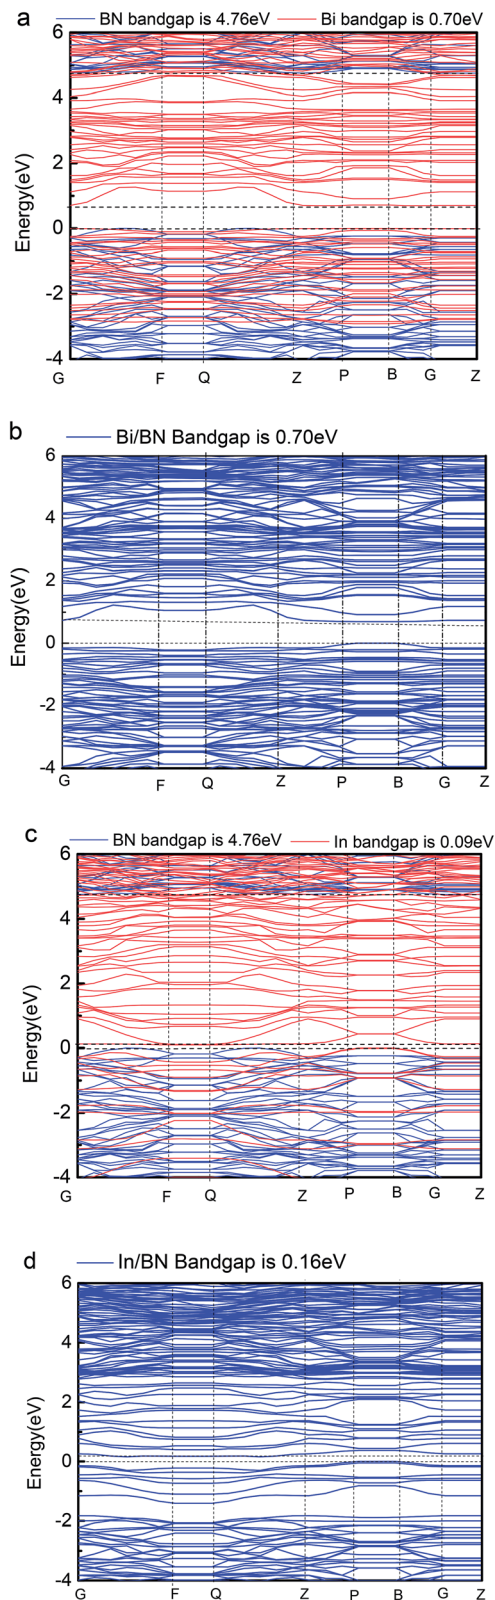 a
BN bandgap is 4.76eV Bi bandgap is 0.70eV
6
4
2
0
-2
-4
Energy(eV)
G F Q Z P B G Z
b
Bi/BN Bandgap is 0.70eV
6
4
2
0
-2
-4
Energy(eV)
G F Q Z P B G Z
c
BN bandgap is 4.76eV In bandgap is 0.09eV
6
4
2
0
-2
-4
Energy(eV)
G F Q Z P B G Z
d
In/BN Bandgap is 0.16eV
6
4
2
0
-2
-4
Energy(eV)
G F Q Z P B G Z